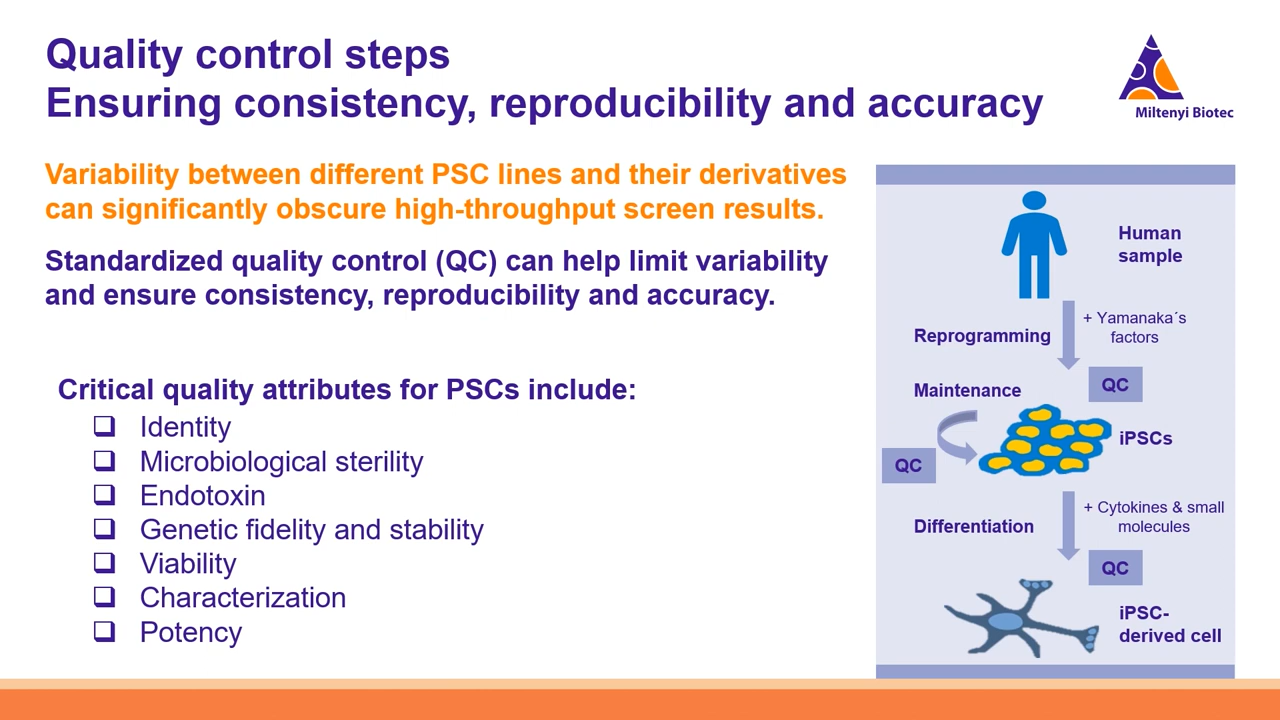 Quality control steps
Ensuring consistency, reproducibility and accuracy
Miltenyi Biotec
Variability between different PSC lines and their derivatives
can significantly obscure high-throughput screen results.
Standardized quality control (QC) can help limit variability
and ensure consistency, reproducibility and accuracy.
Critical quality attributes for PSCs include:
Identity
Microbiological sterility
Endotoxin
Genetic fidelity and stability
Viability
Characterization
Potency
Human
sample
Reprogramming
+ Yamanaka´s
factors
QC
Maintenance
iPSCs
QC
Differentiation
+ Cytokines & small
molecules
QC
iPSC-
derived cell